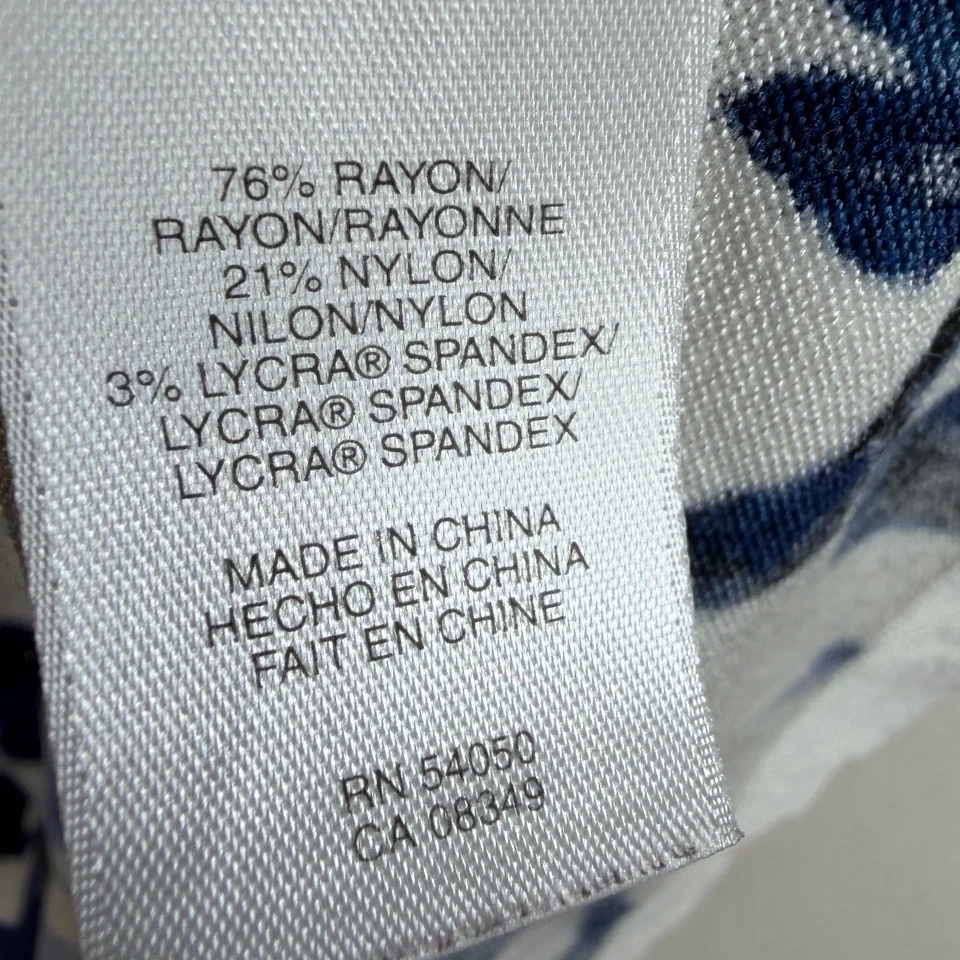 76% RAYON/
RAYON/RAYONNE
21% NYLON/
NILON/NYLON
3% LYCRA® SPANDEX/
LYCRA® SPANDEX/
LYCRA® SPANDEX
MADE IN CHINA
HECHO EN CHINA
FAIT EN CHINE
RN 54050
CA 08349